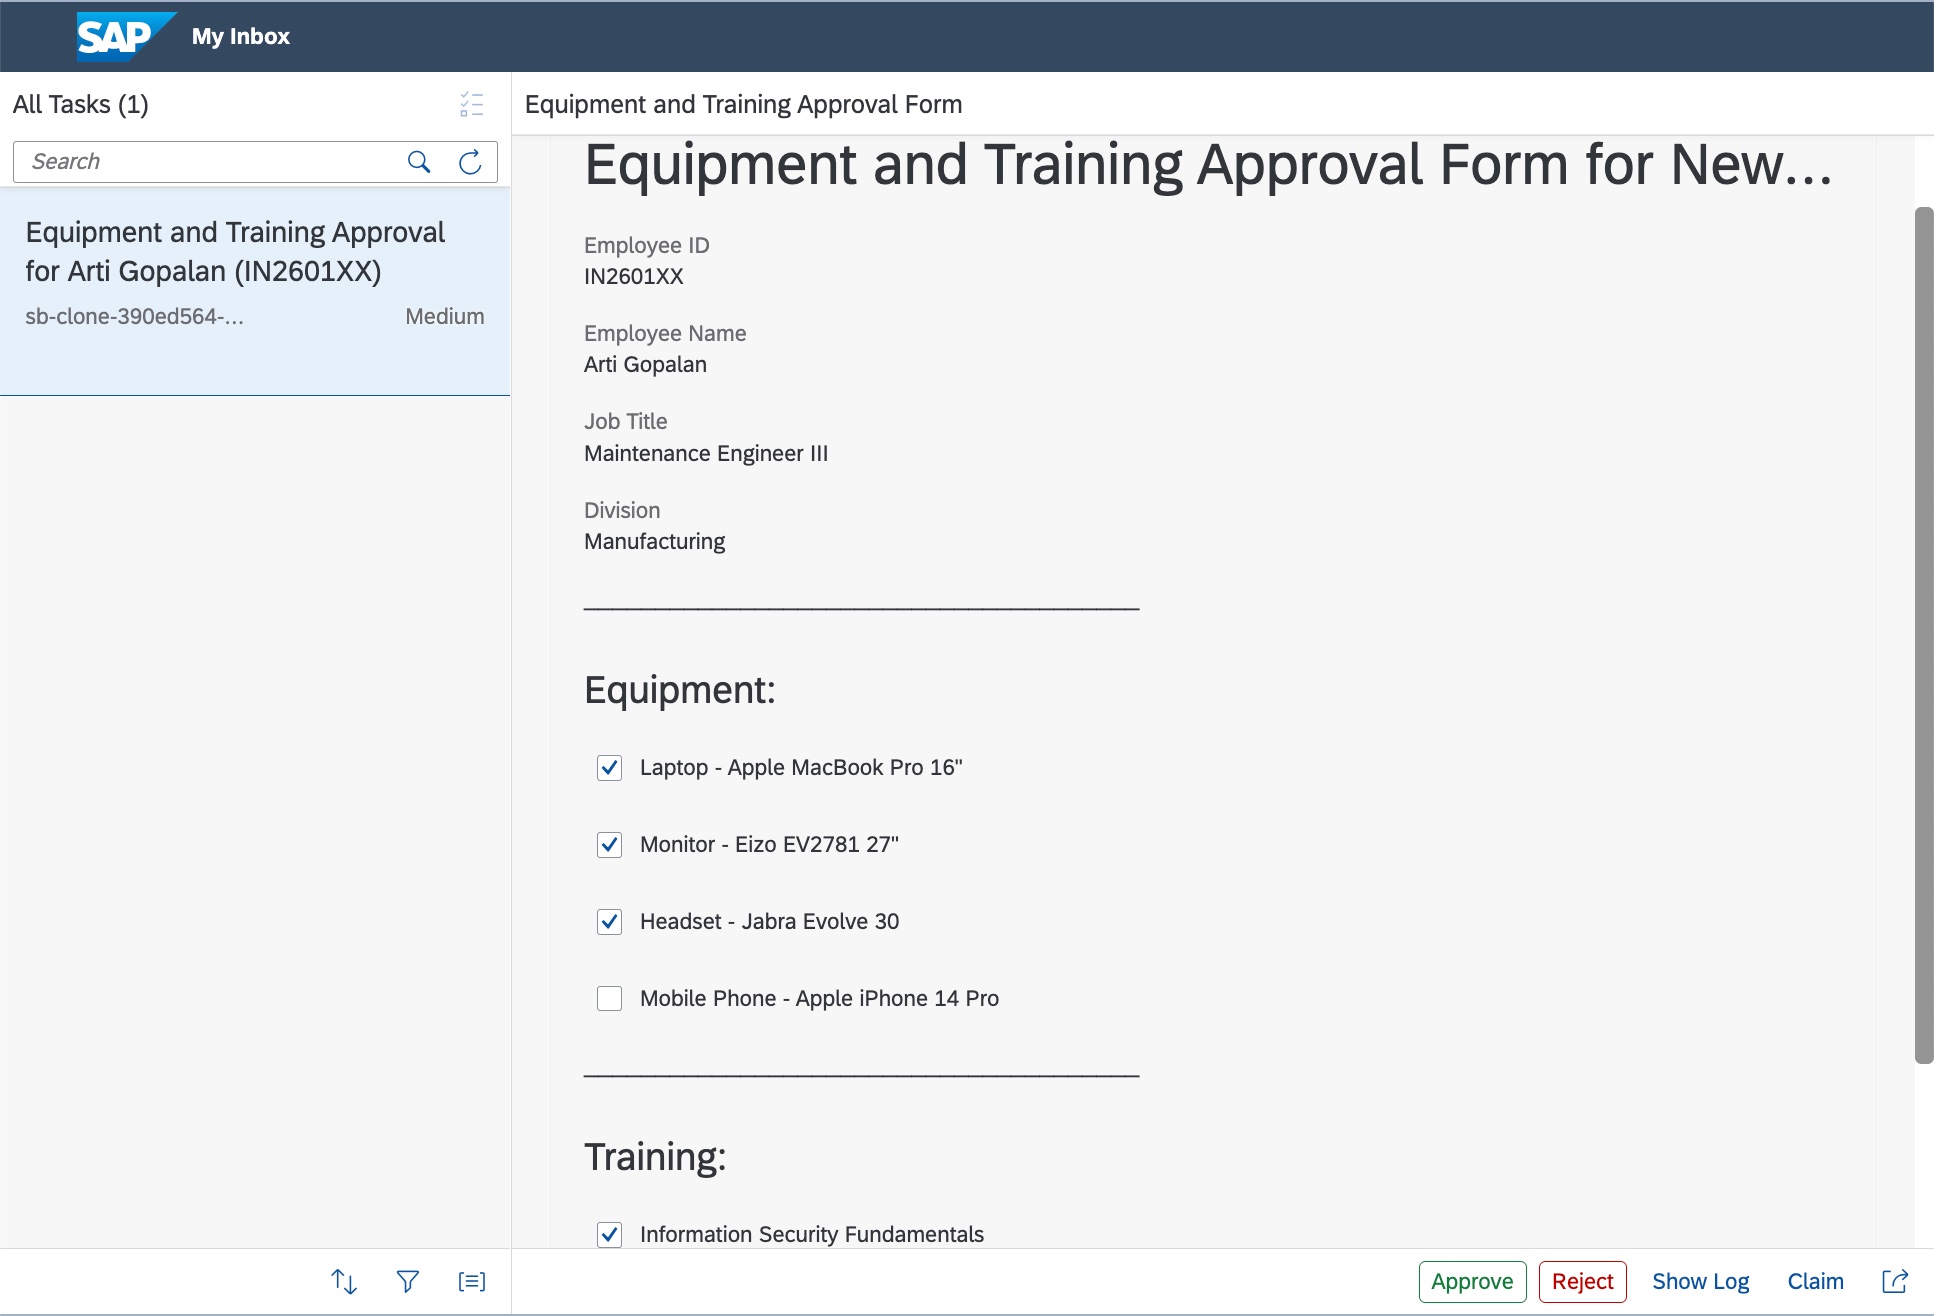 SAP My Inbox
All Tasks (1)
Search
Equipment and Training Approval
for Arti Gopalan (IN2601XX)
sb-clone-390ed564-... Medium
Equipment and Training Approval Form
Equipment and Training Approval Form for New...
Employee ID
IN2601XX
Employee Name
Arti Gopalan
Job Title
Maintenance Engineer III
Division
Manufacturing
Equipment:
Laptop - Apple MacBook Pro 16"
Monitor - Eizo EV2781 27"
Headset - Jabra Evolve 30
Mobile Phone - Apple iPhone 14 Pro
Training:
Information Security Fundamentals
Approve Reject Show Log Claim